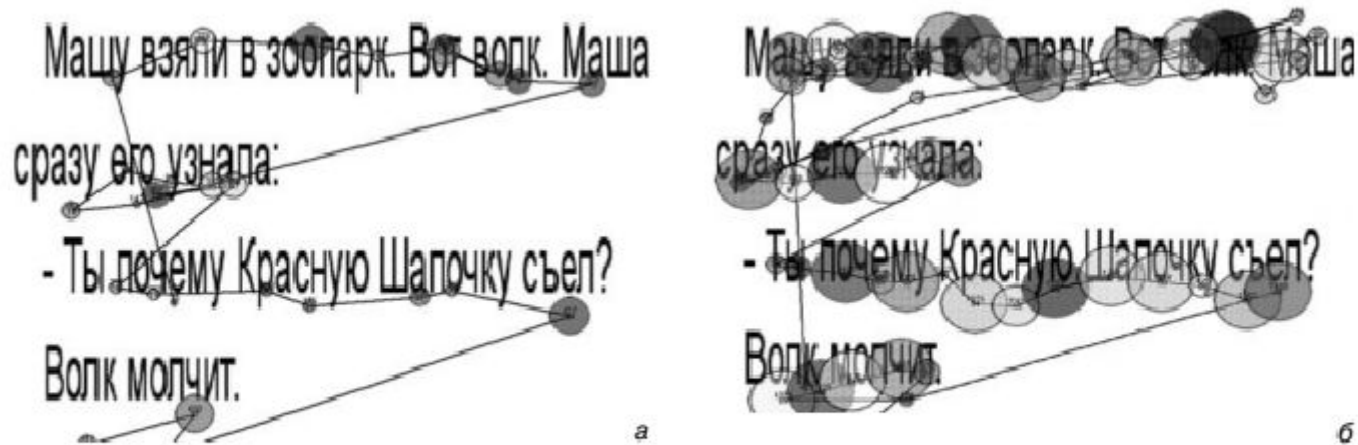 Машу взяли в зоопарк. Вот волк. Маша
сразу его узнала:
- Ты почему Красную Шапочку съел?
Волк молчит.
а
Машу взяли в зоопарк. Вот волк. Маша
сразу его узнала:
- Ты почему Красную Шапочку съел?
Волк молчит.
б